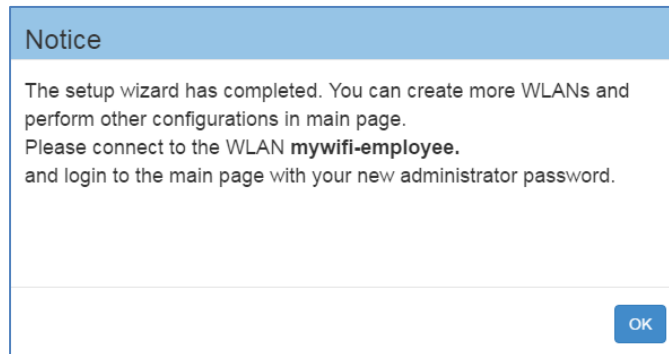 Notice
The setup wizard has completed. You can create more WLANs and
perform other configurations in main page.
Please connect to the WLAN mywifi-employee.
and login to the main page with your new administrator password.
OK